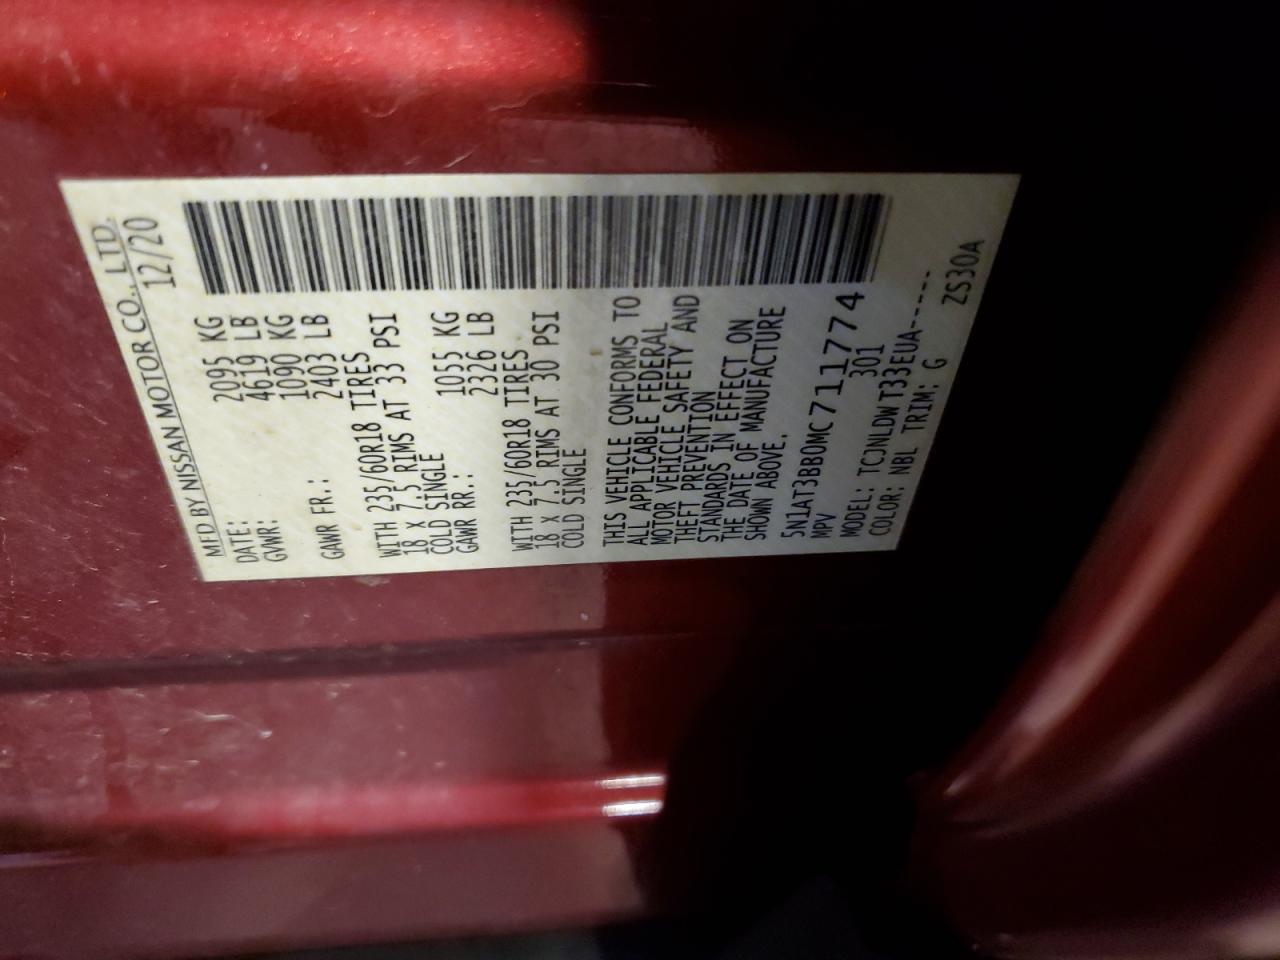 MFD BY NISSAN MOTOR CO., LTD.
DATE: 12/20
GVWR: 2095 KG
4619 LB
GAWR FR.: 1090 KG
2403 LB
WITH 235/60R18 TIRES
18 X 7.5 RIMS AT 33 PSI
COLD SINGLE
GAWR RR.: 1055 KG
2326 LB
WITH 235/60R18 TIRES
18 X 7.5 RIMS AT 30 PSI
COLD SINGLE
THIS VEHICLE CONFORMS TO
ALL APPLICABLE FEDERAL
MOTOR VEHICLE SAFETY AND
THEFT PREVENTION
STANDARDS IN EFFECT ON
THE DATE OF MANUFACTURE
SHOWN ABOVE.
5N1AT3BB0MC711774
MPV 301
MODEL: TCJNLDWT33EUA-----
COLOR: NBL TRIM: G ZS30A